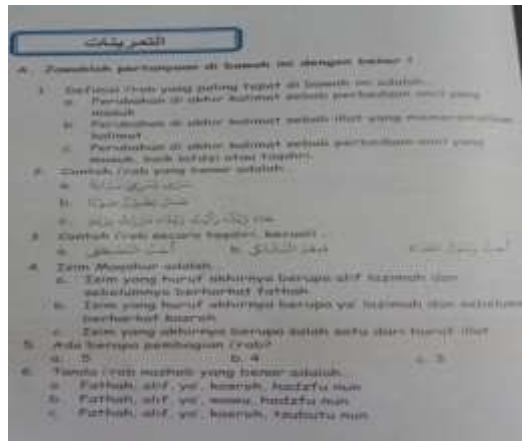 التمرينات
A. Jawablah pertanyaan di bawah ini dengan benar !
1. Definisi i'rab yang paling tepat di bawah ini adalah...
a. Perubahan di akhir kalimat sebab perbedaan amil yang
masuk
b. Perubahan di akhir kalimat sebab illat yang
kalimat
c. Perubahan di akhir kalimat sebab perbedaan amil yang
masuk, baik lafdzi atau taqdiri.
2. Contoh i'rab yang benar adalah...
a.
b.
c.
3. Contoh i'rab secara taqdiri, kecuali...
a.
b.
4. Isim Maqshur adalah...
a. Isim yang huruf akhirnya berupa alif lazimah dan
sebelumnya berharkat fathah
b. Isim yang huruf akhirnya berupa ya' lazimah dan sebelum
berharkat kasrah
c. Isim yang akhirnya berupa salah satu dari huruf illat
5. Ada berapa pembagian i'rab?
a. 5 b. 4 c. 3
6. Tanda i'rab nashab yang benar adalah...
a. Fathah, alif, ya', kasrah, hadzfu nun
b. Fathah, alif, ya', wawu, hadzfu nun
c. Fathah, alif, ya', kasrah, tsubutu nun